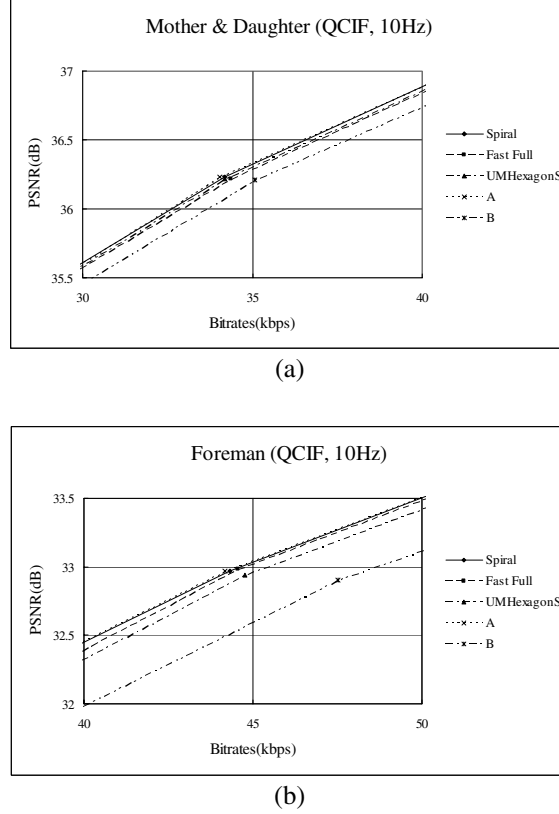 Mother & Daughter (QCIF, 10Hz)
37
36.5
36
35.5
PSNR(dB)
30
35
40
Bitrates(kbps)
Spiral
Fast Full
UMHexagonS
A
B
(a)
Foreman (QCIF, 10Hz)
33.5
33
32.5
32
PSNR(dB)
40
45
50
Bitrates(kbps)
Spiral
Fast Full
UMHexagonS
A
B
(b)